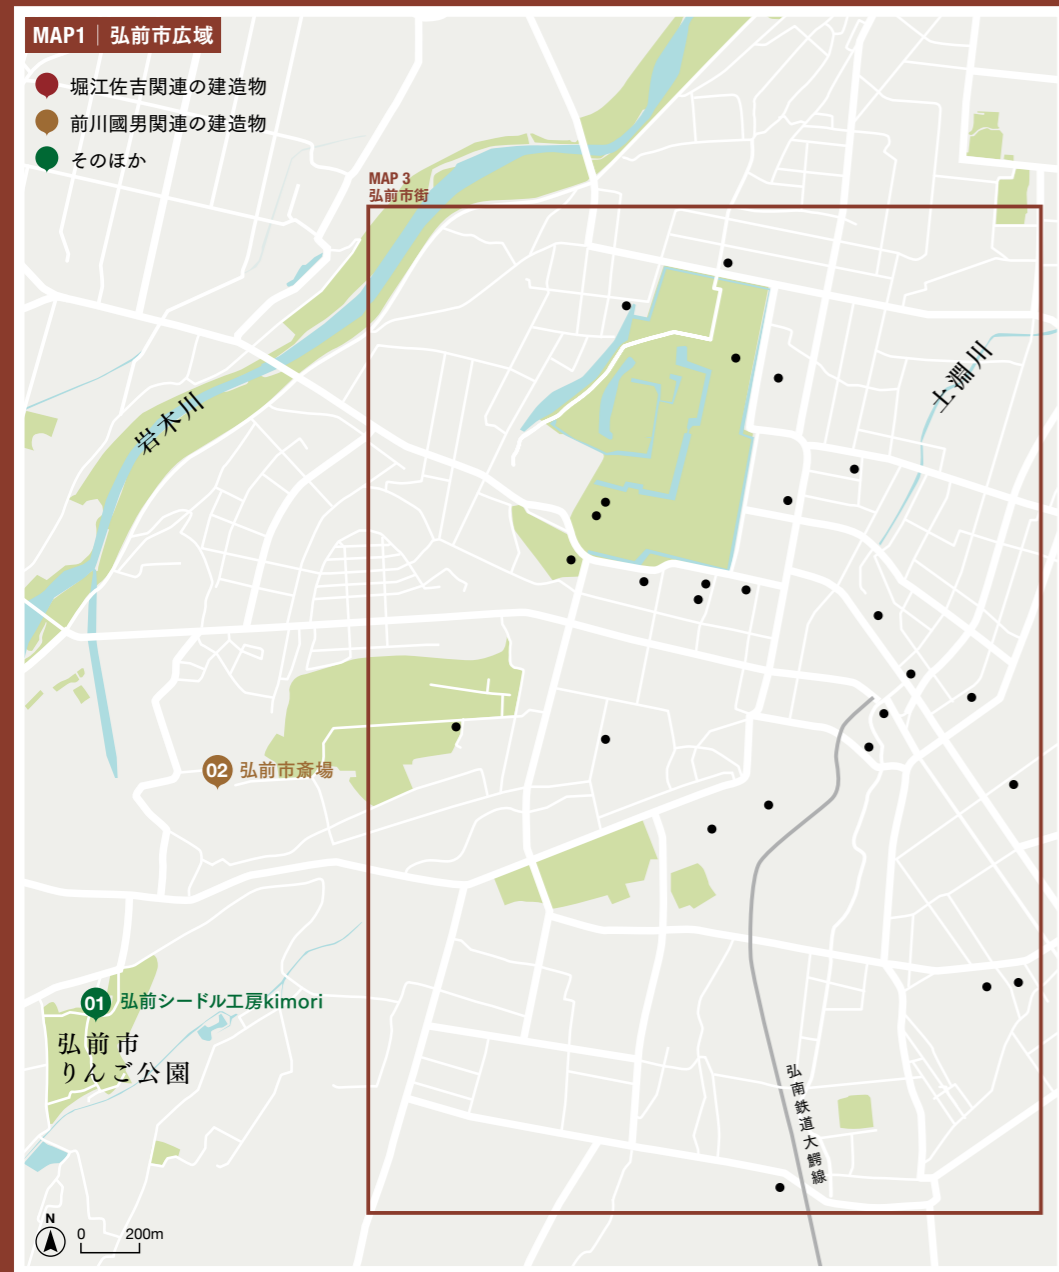 MAP1｜弘前市広域
堀江佐吉関連の建造物
前川國男関連の建造物
そのほか
MAP 3
弘前市街
岩木川
土淵川
02 弘前市斎場
01 弘前シードル工房kimori
弘前市
りんご公園
弘南鉄道大鰐線
N
0 200m